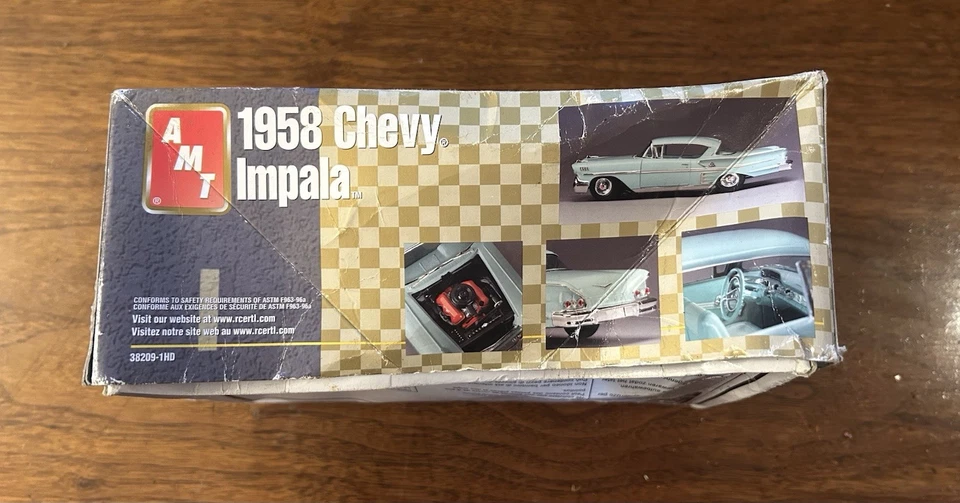 AMT
®
1958 Chevy®
Impala™
CONFORMS TO SAFETY REQUIREMENTS OF ASTM F963-96a
CONFORME AUX EXIGENCES DE SÉCURITÉ DE ASTM F963-96a
Visit our website at www.rcertl.com
Visitez notre site web au www.rcertl.com
38209-1HD